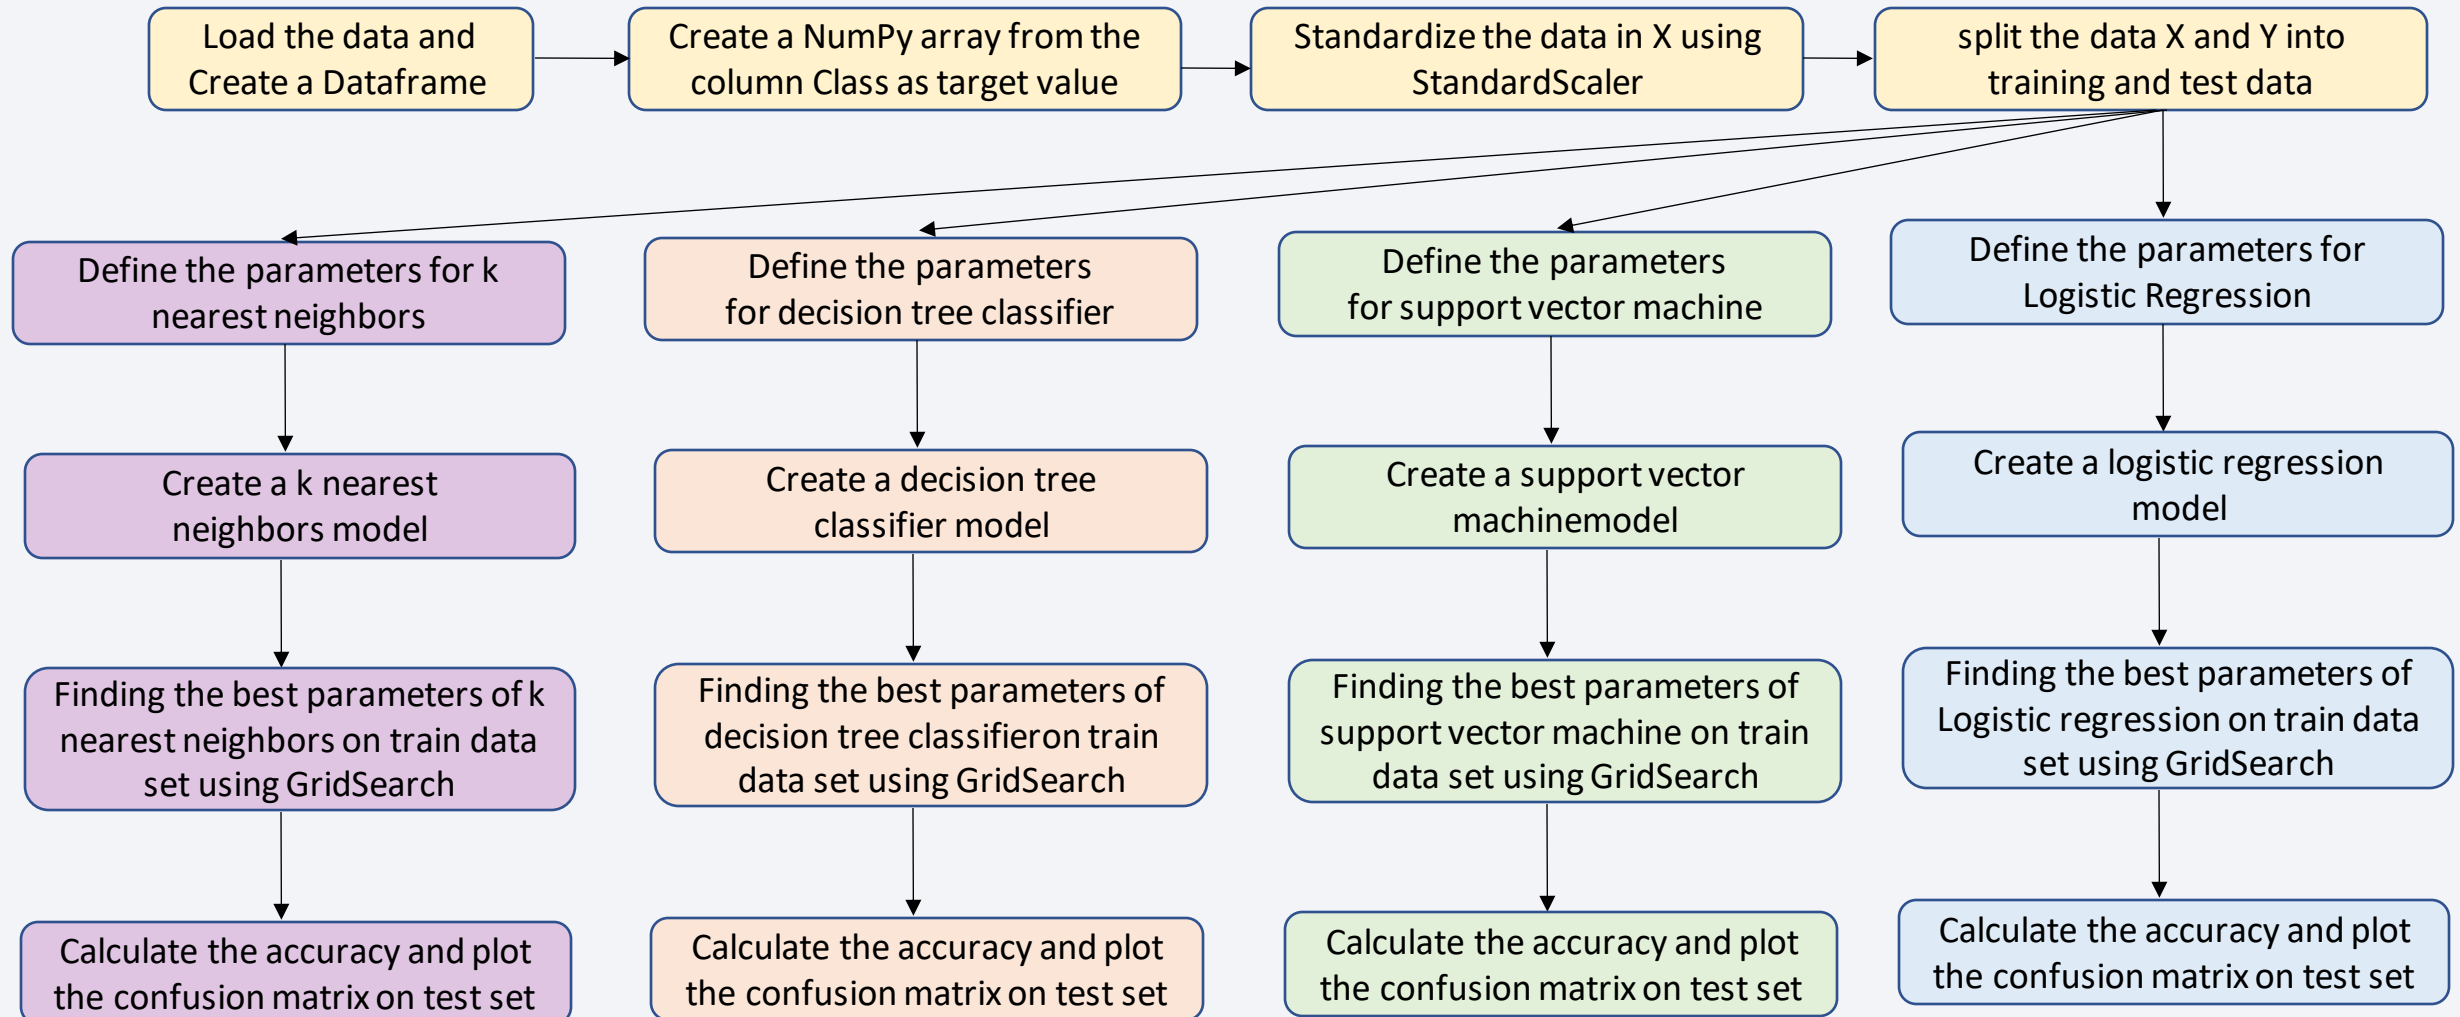 Load the data and
Create a Dataframe
Create a NumPy array from the
column Class as target value
Standardize the data in X using
StandardScaler
split the data X and Y into
training and test data
Define the parameters for k
nearest neighbors
Define the parameters
for decision tree classifier
Define the parameters
for support vector machine
Define the parameters for
Logistic Regression
Create a k nearest
neighbors model
Create a decision tree
classifier model
Create a support vector
machinemodel
Create a logistic regression
model
Finding the best parameters of k
nearest neighbors on train data
set using GridSearch
Finding the best parameters of
decision tree classifieron train
data set using GridSearch
Finding the best parameters of
support vector machine on train
data set using GridSearch
Finding the best parameters of
Logistic regression on train data
set using GridSearch
Calculate the accuracy and plot
the confusion matrix on test set
Calculate the accuracy and plot
the confusion matrix on test set
Calculate the accuracy and plot
the confusion matrix on test set
Calculate the accuracy and plot
the confusion matrix on test set